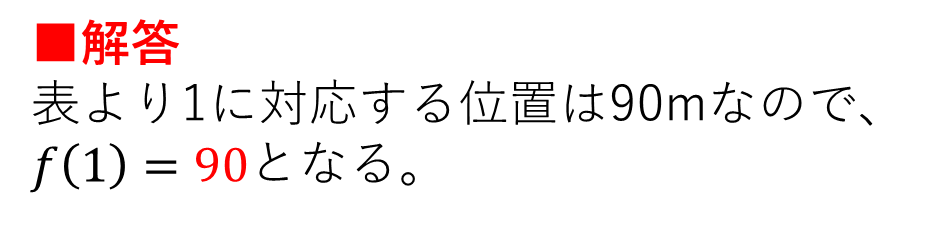 ■解答
表より1に対応する位置は90mなので、
f(1) = 90となる。